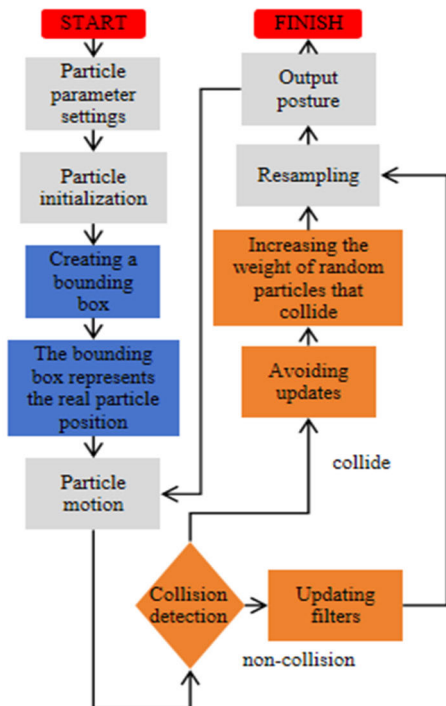 START
Particle
parameter
settings
Particle
initialization
Creating a
bounding
box
The bounding
box represents
the real particle
position
Particle
motion
Collision
detection
non-collision
Updating
filters
collide
Avoiding
updates
Increasing the
weight of random
particles that
collide
Resampling
Output
posture
FINISH